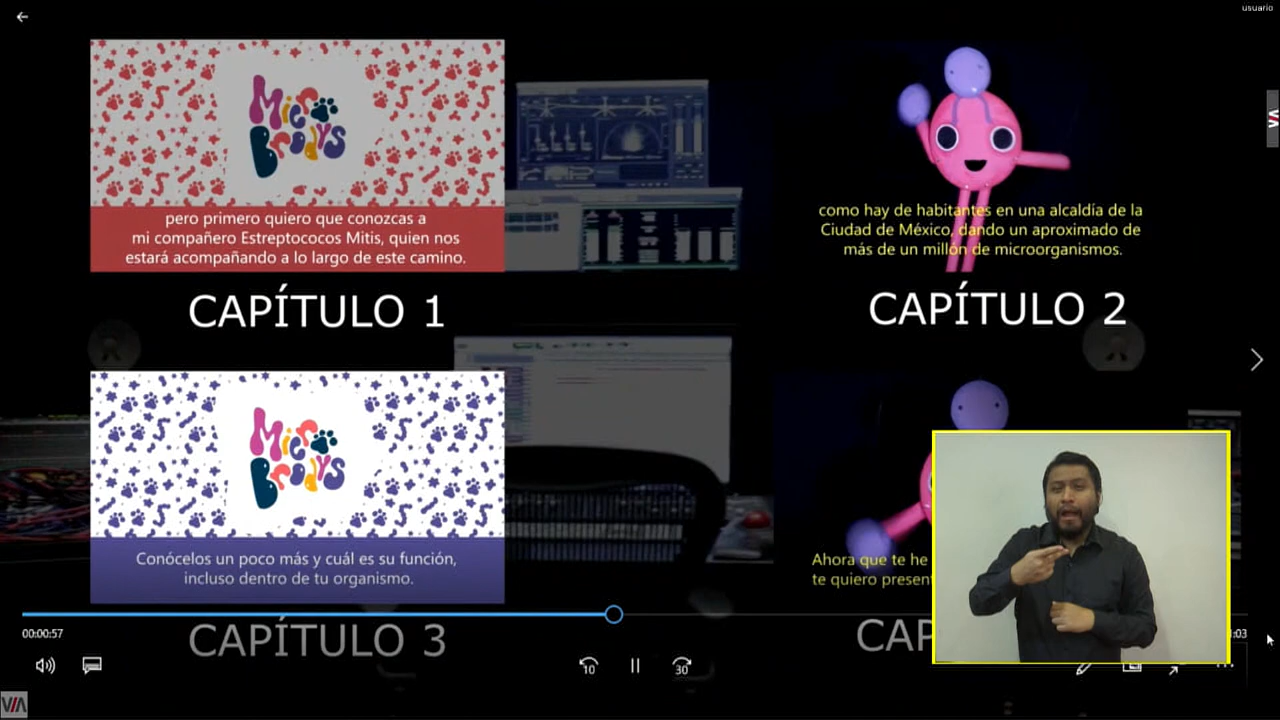 usuario
Micro
Brodys
pero primero quiero que conozcas a
mi compañero Estreptococos Mitis, quien nos
estará acompañando a lo largo de este camino.
CAPÍTULO 1
como hay de habitantes en una alcaldía de la
Ciudad de México, dando un aproximado de
más de un millón de microorganismos.
CAPÍTULO 2
Micro
Brodys
Conócelos un poco más y cuál es su función,
incluso dentro de tu organismo.
CAPÍTULO 3
Ahora que te he
te quiero present
CAP
00:00:57
:03
10
30
VIA